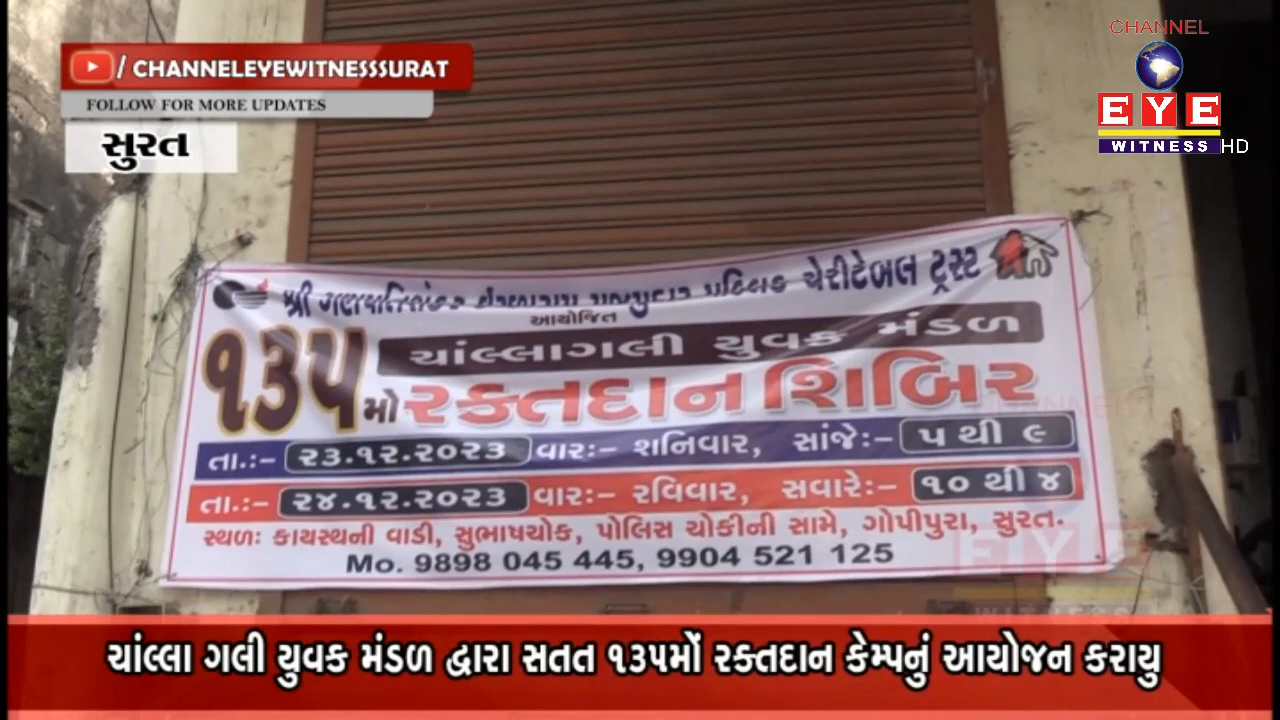 / CHANNELEYEWITNESSSURAT
FOLLOW FOR MORE UPDATES
સુરત
CHANNEL
EYE
WITNESS HD
શ્રી ચેરીટેબલ ટ્રસ્ટ
આયોજિત
ચાંલ્લાગલી યુવક મંડળ
૧૩૫મો રક્તદાન શિબિર
તા.:– ૨૩.૧૨.૨૦૨૩ વાર:– શનિવાર, સાંજે:– ૫ થી ૯
તા.:– ૨૪.૧૨.૨૦૨૩ વાર:– રવિવાર, સવારે:– ૧૦ થી ૪
સ્થળ: કાયસ્થની વાડી, સુભાષચોક, પોલિસ ચોકીની સામે, ગોપીપુરા, સુરત.
Mo. 9898 045 445, 9904 521 125
ચાંલ્લા ગલી યુવક મંડળ દ્વારા સતત ૧૩૫મોં રક્તદાન કેમ્પનું આયોજન કરાયુ